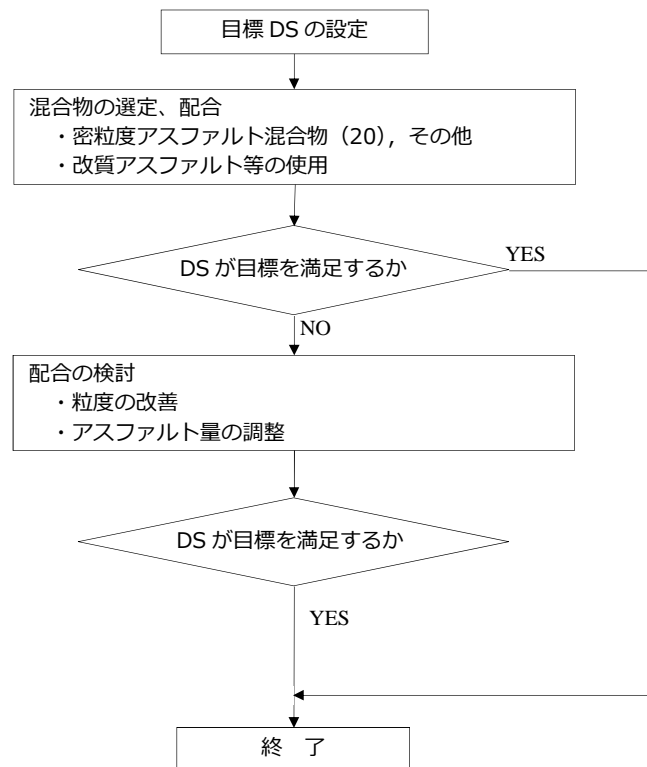 目標 DS の設定
混合物の選定、配合
・密粒度アスファルト混合物（20），その他
・改質アスファルト等の使用
DS が目標を満足するか
YES
NO
配合の検討
・粒度の改善
・アスファルト量の調整
DS が目標を満足するか
YES
終　了